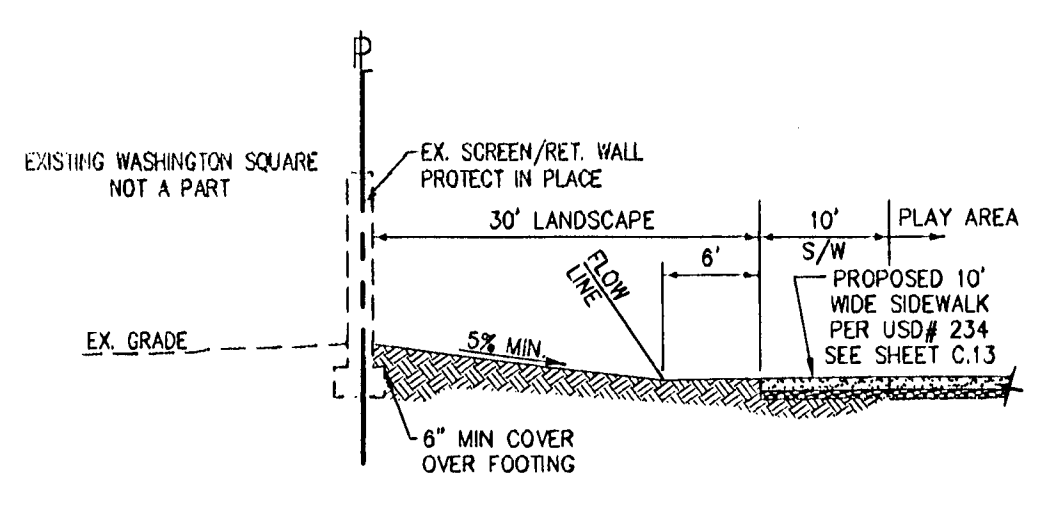 PL
EXISTING WASHINGTON SQUARE
NOT A PART
EX. SCREEN/RET. WALL
PROTECT IN PLACE
30' LANDSCAPE
10'
S/W
PLAY AREA
6'
FLOW
LINE
PROPOSED 10'
WIDE SIDEWALK
PER USD# 234
SEE SHEET C.13
EX. GRADE
5% MIN.
6" MIN COVER
OVER FOOTING